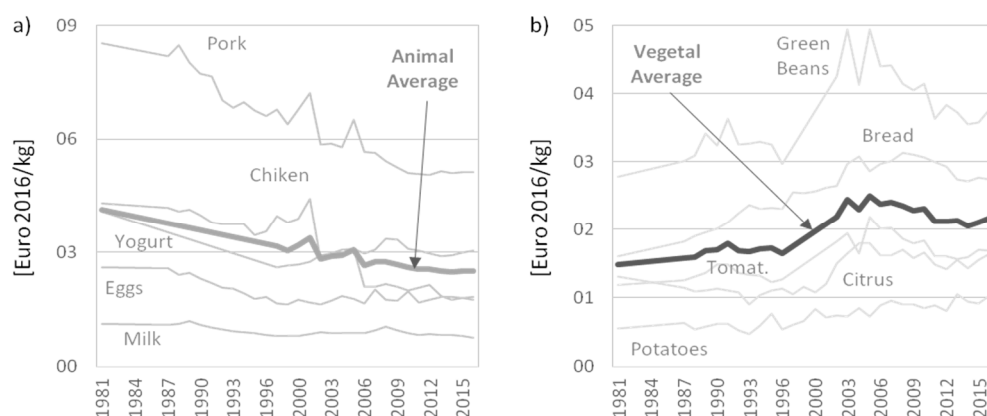 a)
[Euro 2016/kg]
09
06
03
00
Pork
Animal
Average
Chiken
Yogurt
Eggs
Milk
1981
1984
1987
1990
1993
1996
1999
2000
2003
2006
2009
2012
2015
b)
[Euro 2016/kg]
05
04
03
02
01
00
Vegetal
Average
Green
Beans
Bread
Tomat.
Citrus
Potatoes
1981
1984
1987
1990
1993
1996
2000
2003
2006
2009
2012
2015